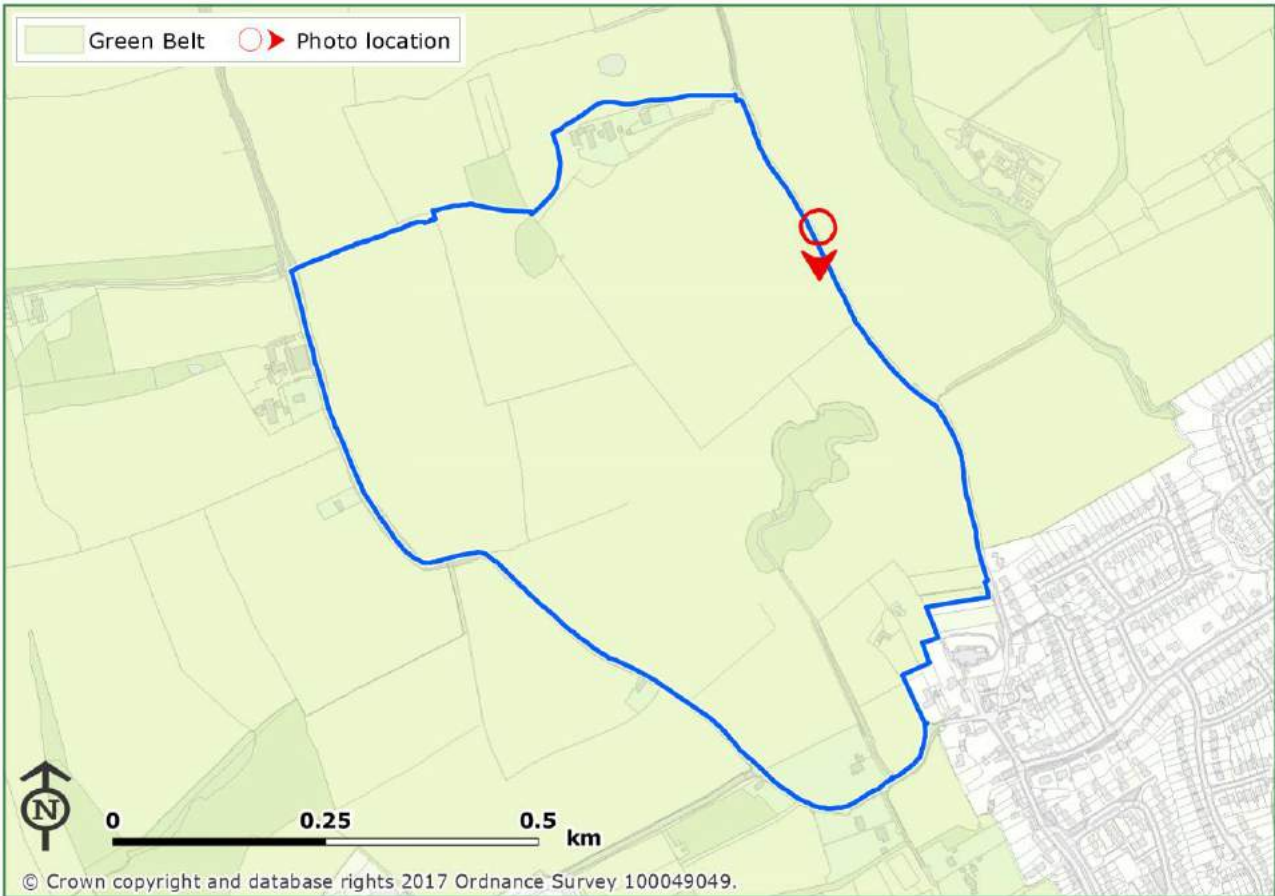 Green Belt Photo location
N
0 0.25 0.5 km
© Crown copyright and database rights 2017 Ordnance Survey 100049049.